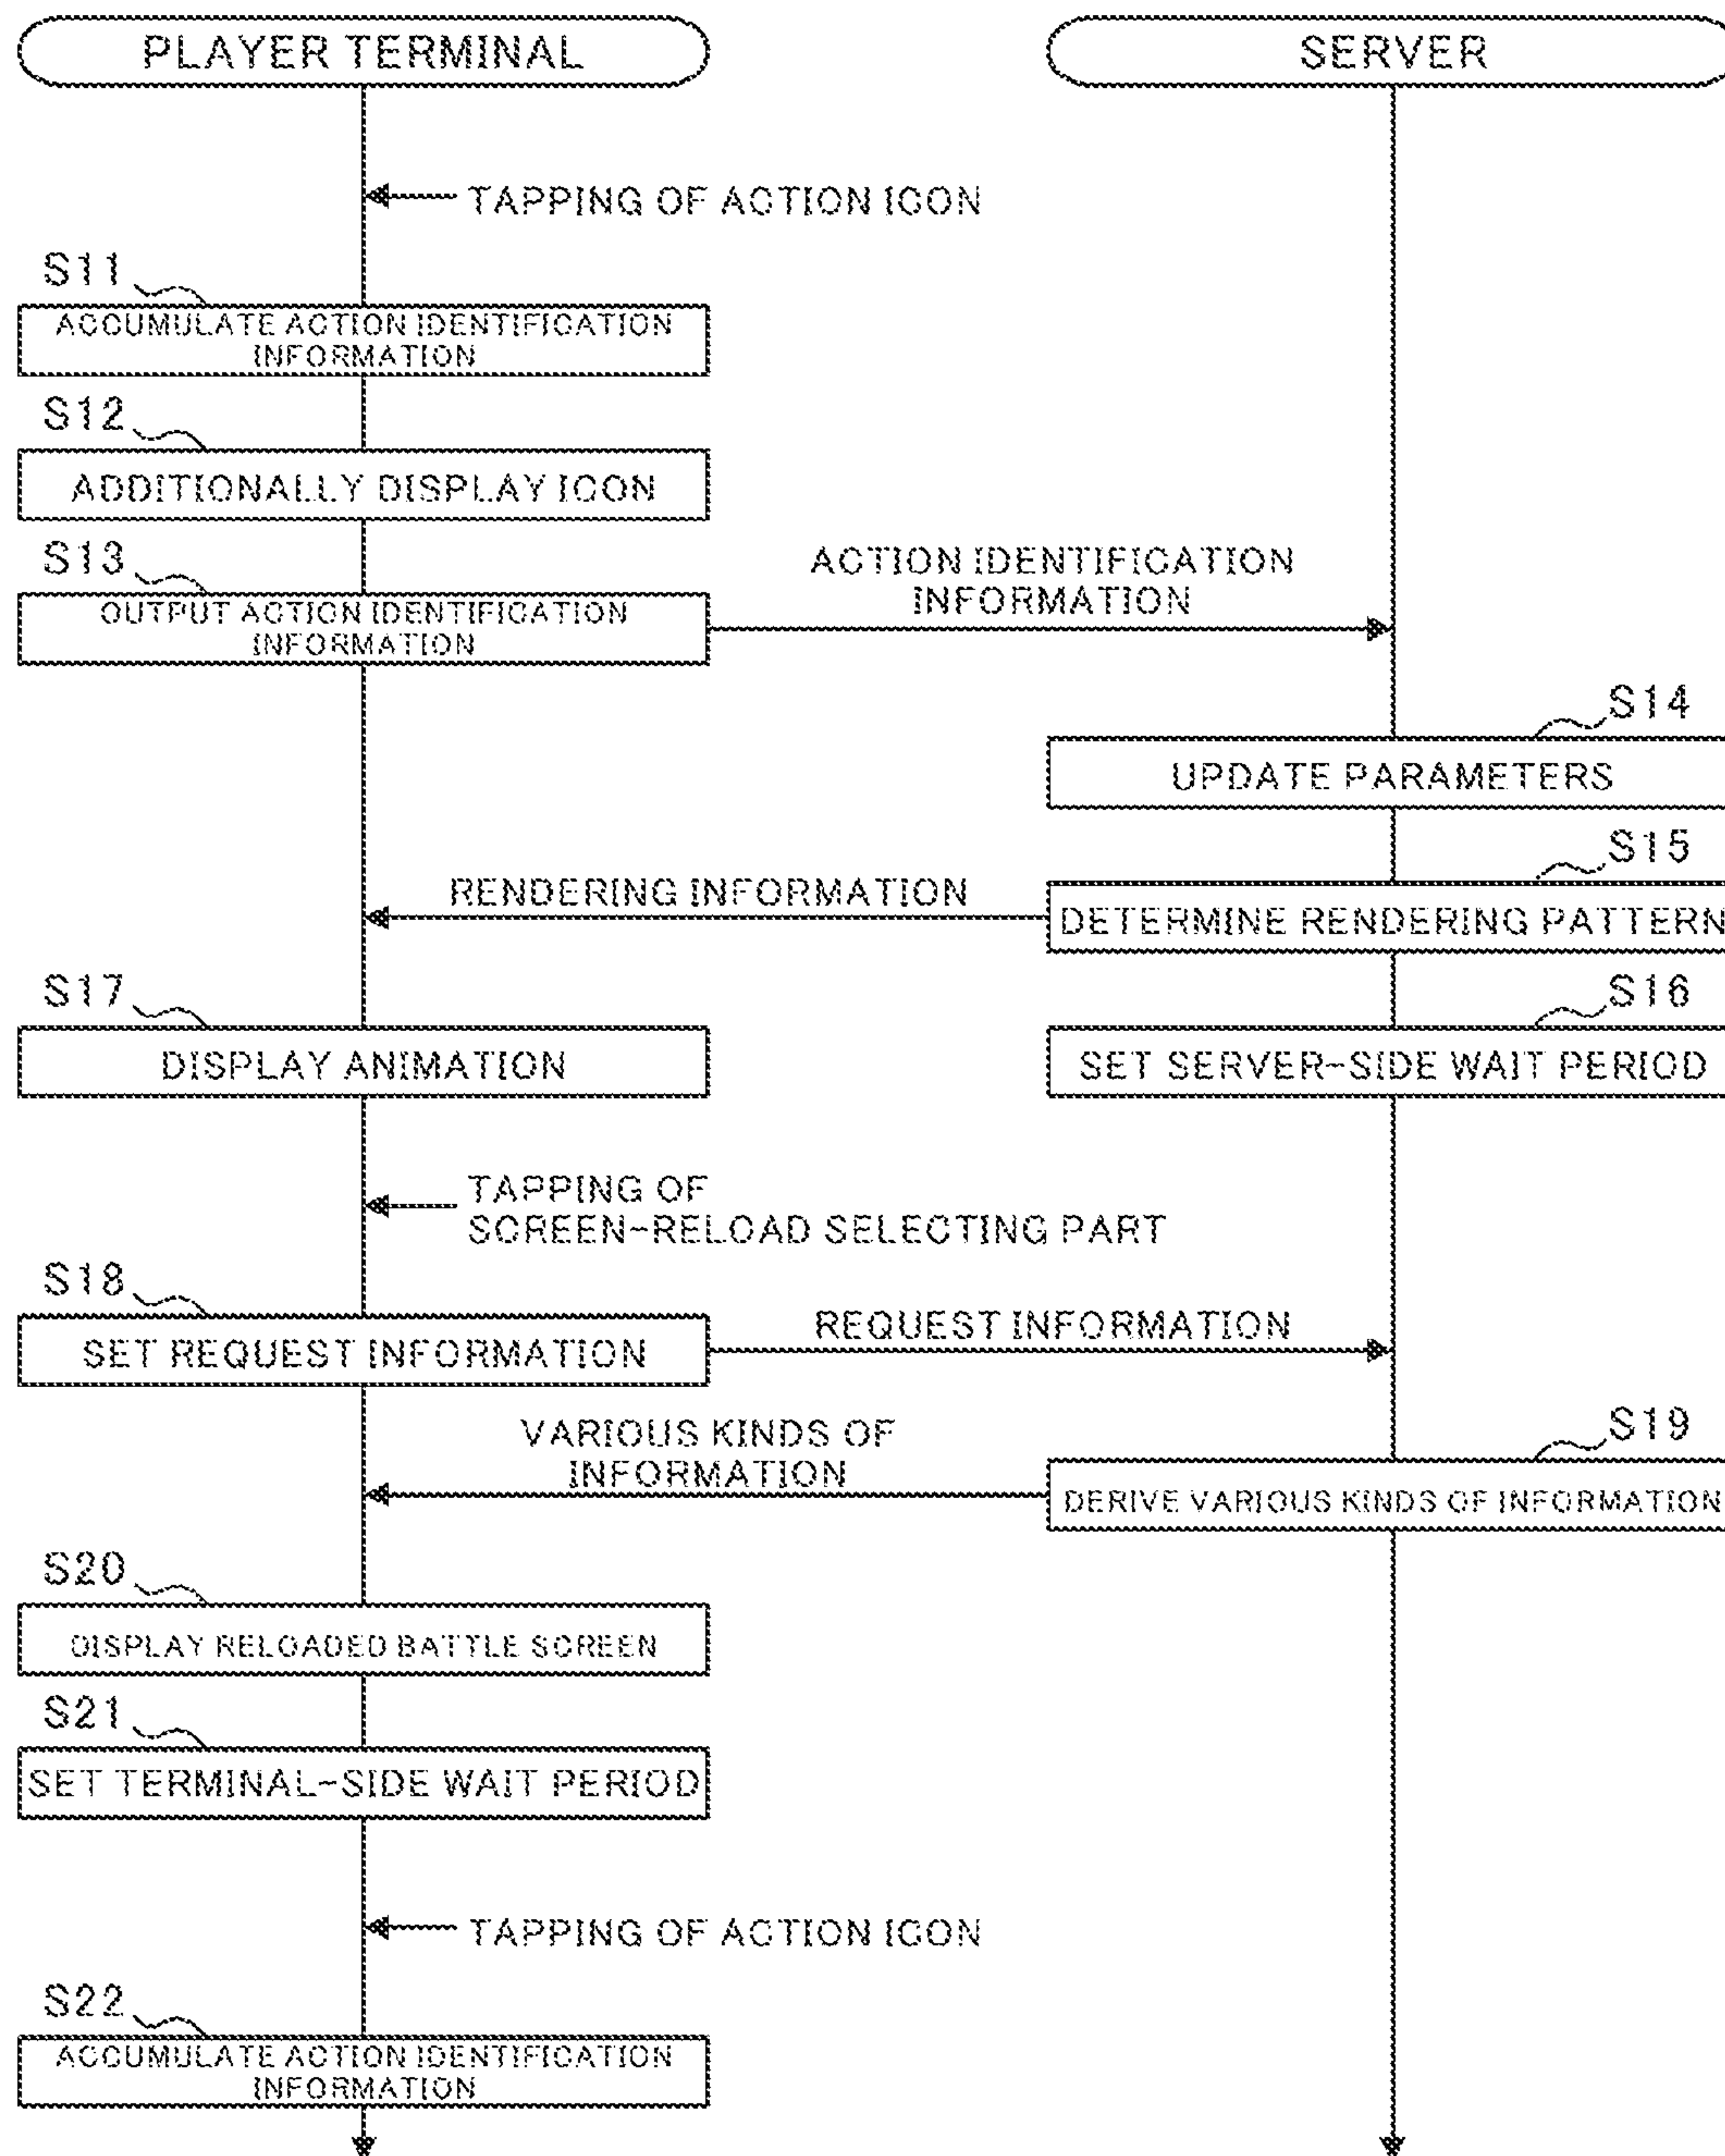 PLAYER TERMINAL
SERVER
TAPPING OF ACTION ICON
S11
ACCUMULATE ACTION IDENTIFICATION
INFORMATION
S12
ADDITIONALLY DISPLAY ICON
S13
OUTPUT ACTION IDENTIFICATION
INFORMATION
ACTION IDENTIFICATION
INFORMATION
S14
UPDATE PARAMETERS
S15
DETERMINE RENDERING PATTERN
RENDERING INFORMATION
S16
SET SERVER-SIDE WAIT PERIOD
S17
DISPLAY ANIMATION
TAPPING OF
SCREEN-RELOAD SELECTING PART
S18
SET REQUEST INFORMATION
REQUEST INFORMATION
S19
DERIVE VARIOUS KINDS OF INFORMATION
VARIOUS KINDS OF
INFORMATION
S20
DISPLAY RELOADED BATTLE SCREEN
S21
SET TERMINAL-SIDE WAIT PERIOD
TAPPING OF ACTION ICON
S22
ACCUMULATE ACTION IDENTIFICATION
INFORMATION